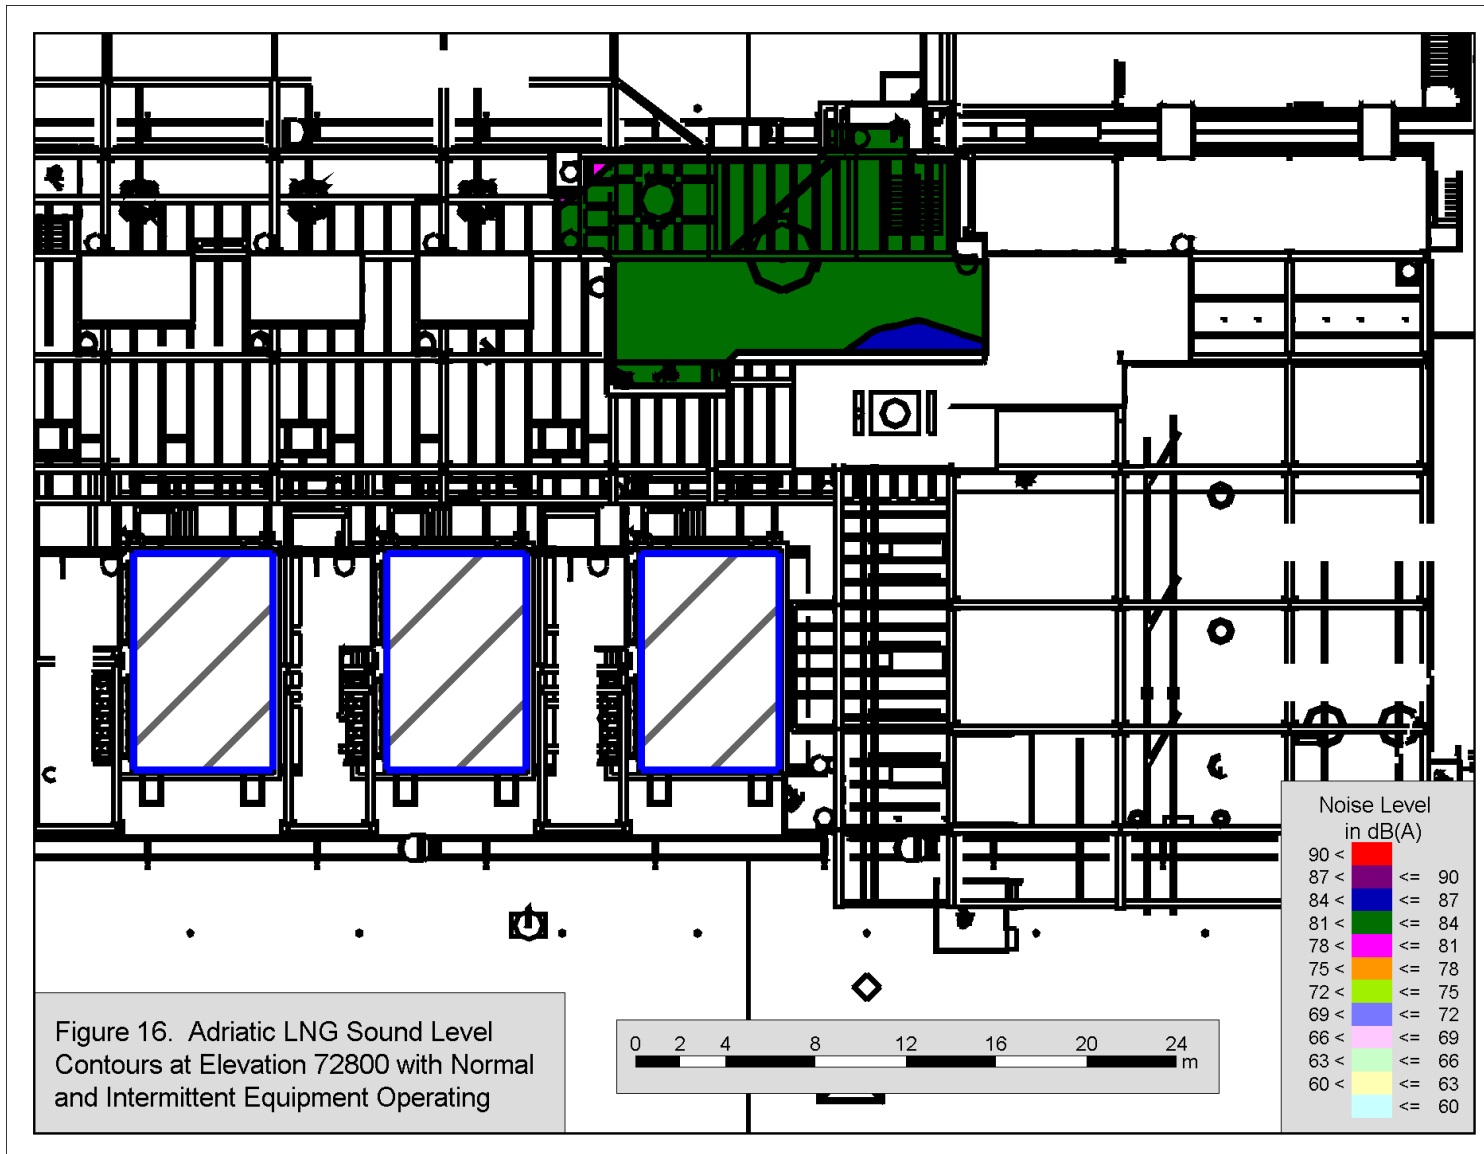 Noise Level
in dB(A)
90 <
87 < <= 90
84 < <= 87
81 < <= 84
78 < <= 81
75 < <= 78
72 < <= 75
69 < <= 72
66 < <= 69
63 < <= 66
60 < <= 63
<= 60
Figure 16. Adriatic LNG Sound Level
Contours at Elevation 72800 with Normal
and Intermittent Equipment Operating
0 2 4 8 12 16 20 24
m